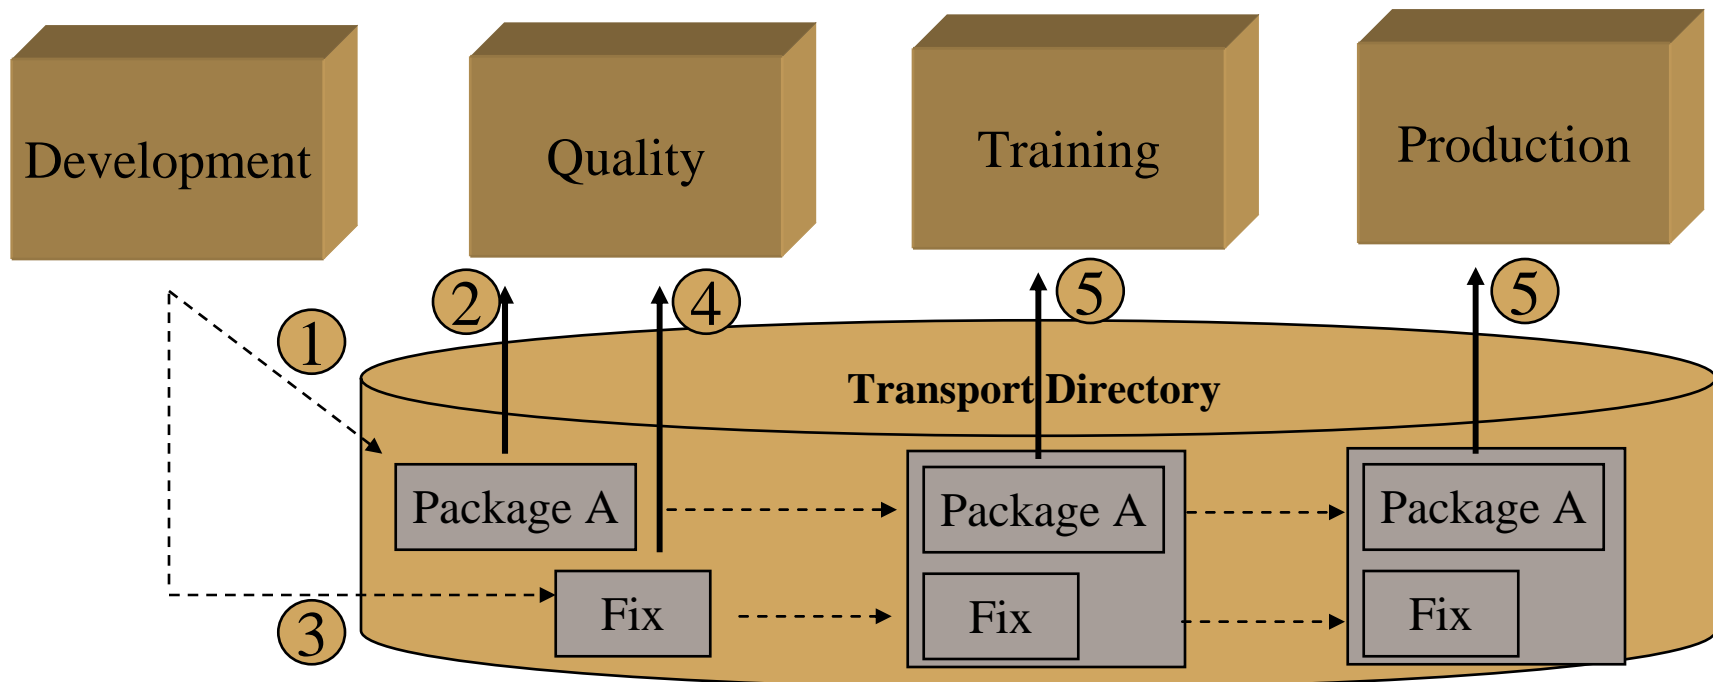 Development
Quality
Training
Production
1
2
4
5
5
Transport Directory
Package A
Package A
Package A
3
Fix
Fix
Fix